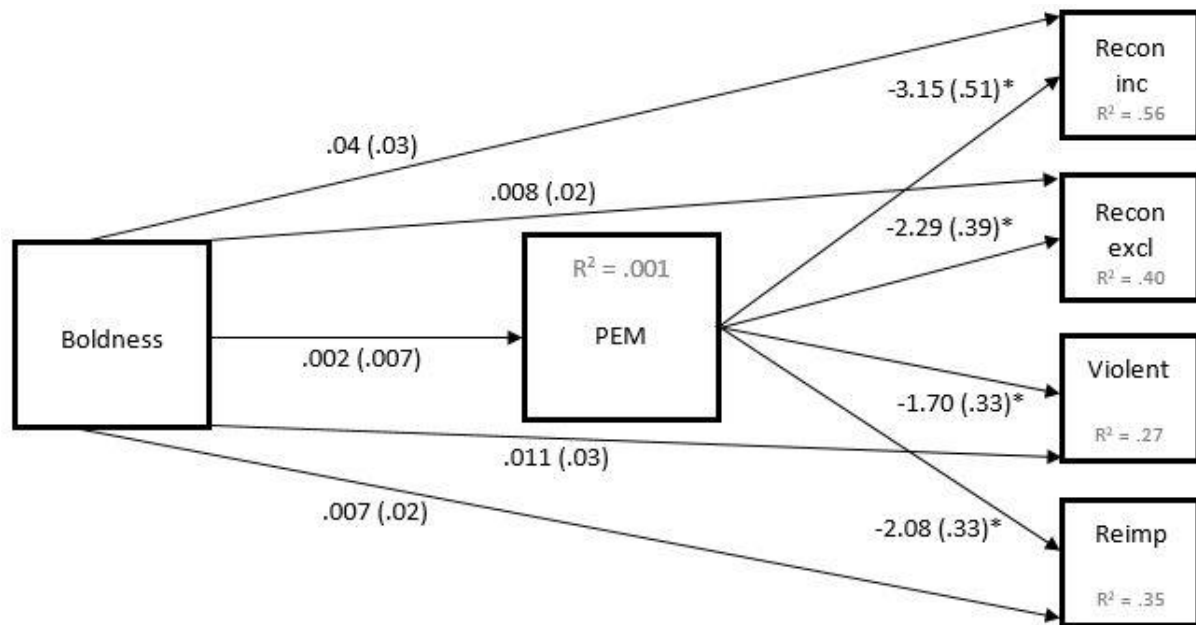 Recon
inc
R² = .56
-3.15 (.51)*
.04 (.03)
.008 (.02)
Recon
excl
R² = .40
-2.29 (.39)*
R² = .001
Boldness
PEM
.002 (.007)
Violent
R² = .27
-1.70 (.33)*
.011 (.03)
.007 (.02)
-2.08 (.33)*
Reimp
R² = .35